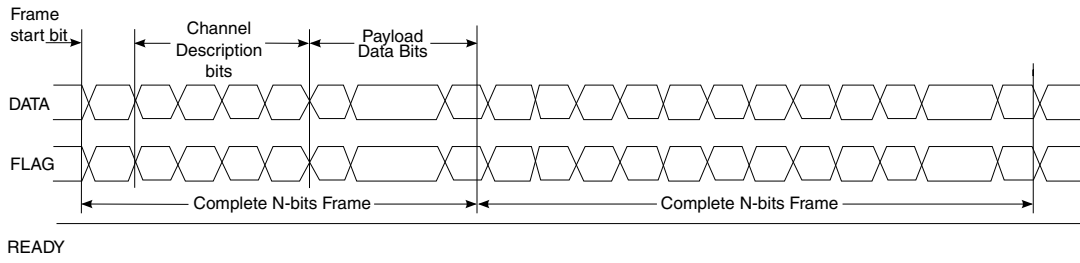 Frame
start bit
Channel
Description
bits
Payload
Data Bits
DATA
FLAG
Complete N-bits Frame
Complete N-bits Frame
READY